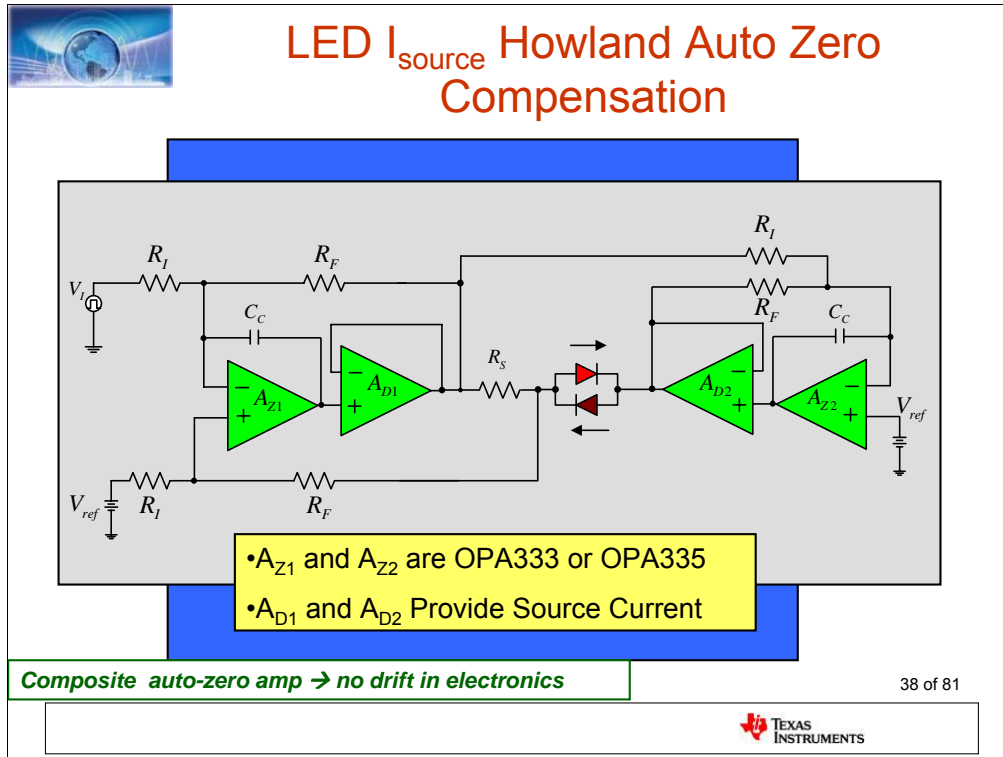 LED Isource Howland Auto Zero
Compensation
RI
RI
RF
VI
CC
RF
CC
RS
−
AZ1
+
−
AD1
+
−
AD2
+
−
AZ2
+
Vref
Vref
RI
RF
•AZ1 and AZ2 are OPA333 or OPA335
•AD1 and AD2 Provide Source Current
Composite auto-zero amp → no drift in electronics
38 of 81
TEXAS
INSTRUMENTS